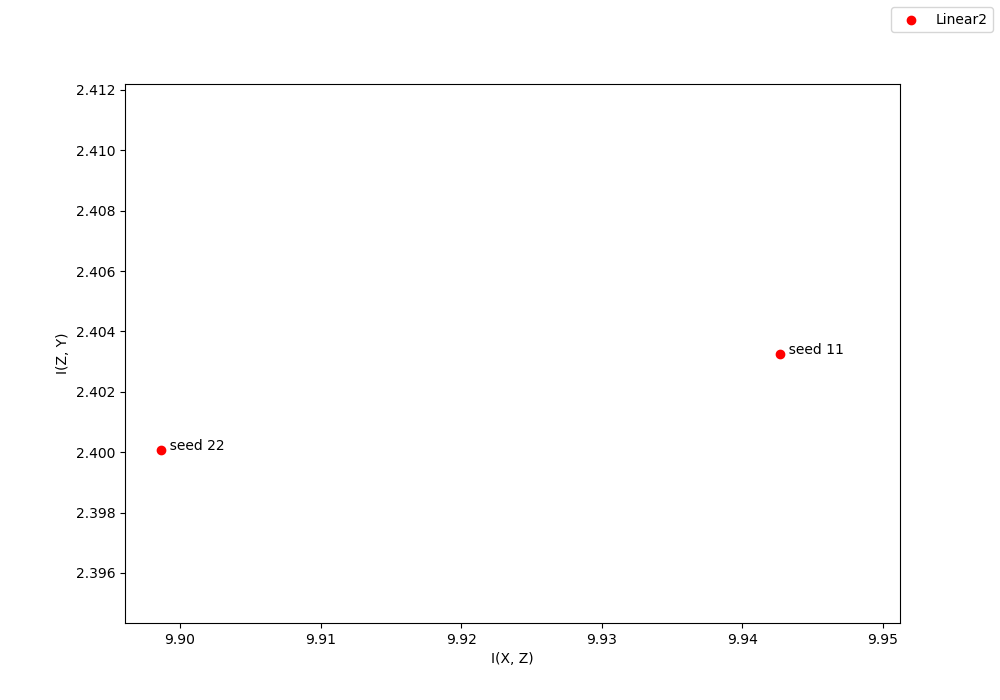 Linear2
2.412
2.410
2.408
2.406
2.404
2.402
2.400
2.398
2.396
I(Z, Y)
seed 11
seed 22
9.90 9.91 9.92 9.93 9.94 9.95
I(X, Z)